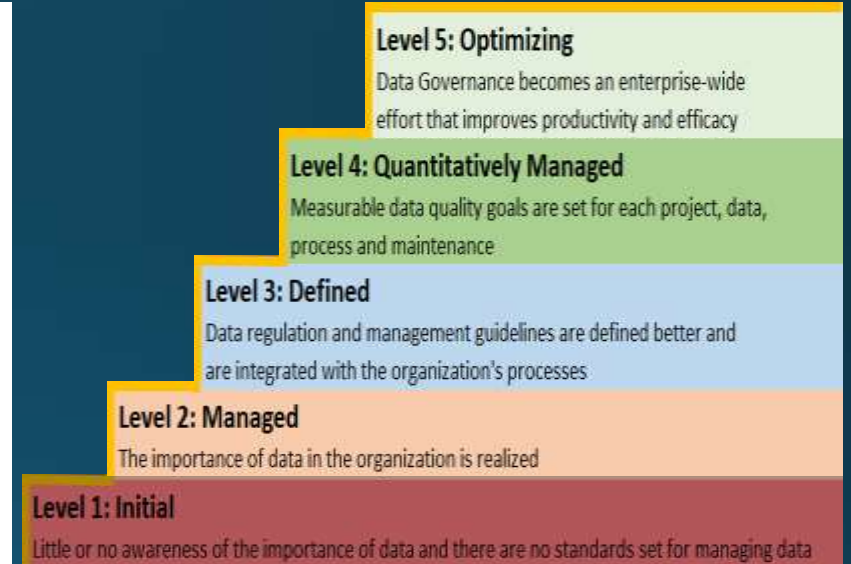 Level 5: Optimizing
Data Governance becomes an enterprise-wide
effort that improves productivity and efficacy
Level 4: Quantitatively Managed
Measurable data quality goals are set for each project, data,
process and maintenance
Level 3: Defined
Data regulation and management guidelines are defined better and
are integrated with the organization's processes
Level 2: Managed
The importance of data in the organization is realized
Level 1: Initial
Little or no awareness of the importance of data and there are no standards set for managing data